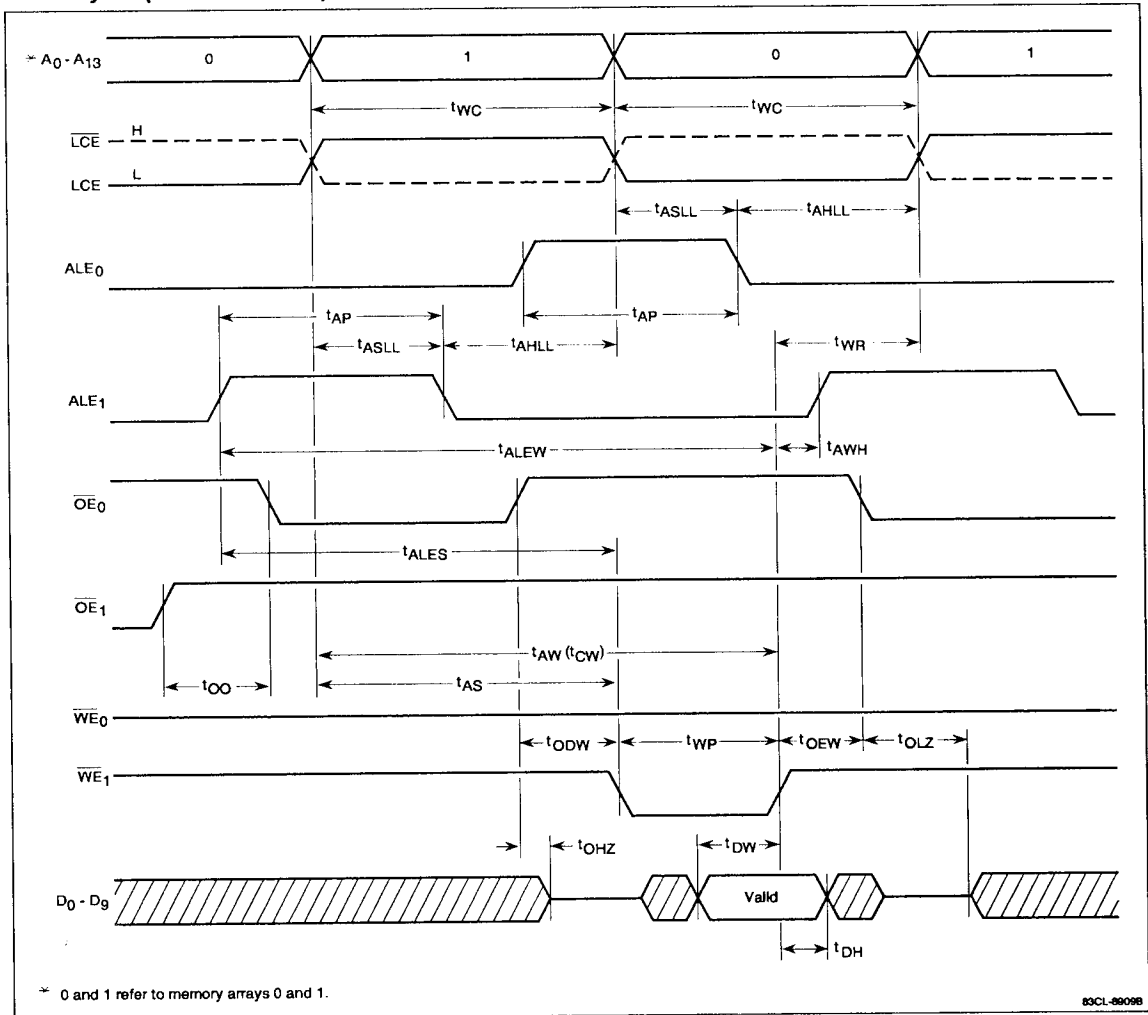 * A0 - A13 0 1 0 1
tWC tWC
LCE H
LCE L
tASLL tAHLL
ALE0
tAP tAP
tASLL tAHLL tWR
ALE1
tALEW tAWH
OE0
tALES
OE1
tAW (tCW)
tOO tAS
WE0
tODW tWP tOEW tOLZ
WE1
tOHZ tDW
D0 - D9 Valid
tDH
* 0 and 1 refer to memory arrays 0 and 1.
83CL-8909B